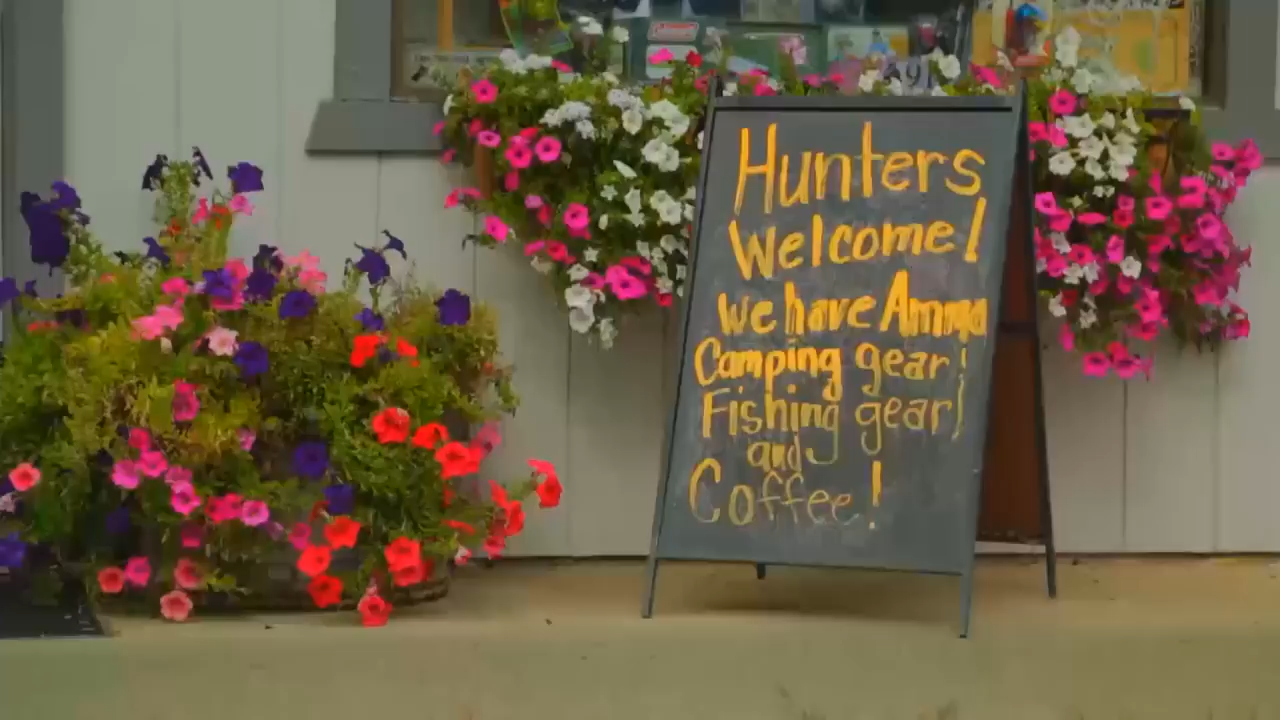 Hunters
Welcome!
We have Ammo
Camping gear!
Fishing gear!
and
Coffee!